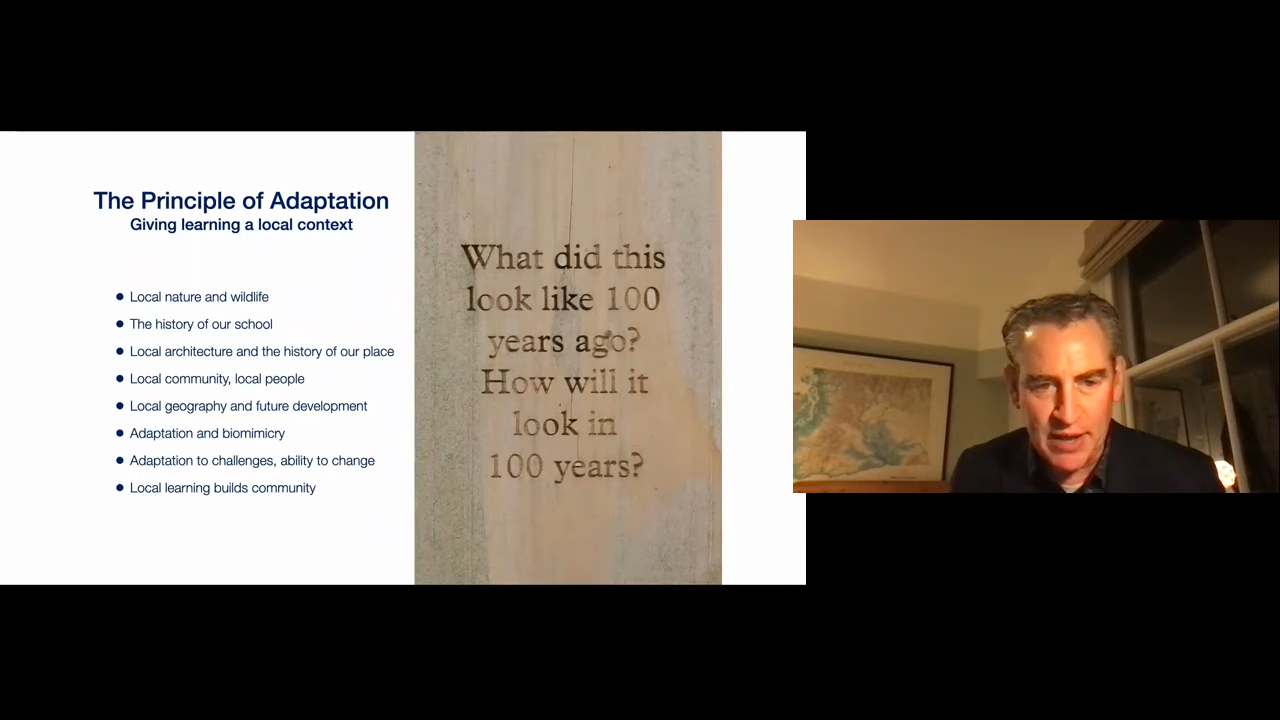 The Principle of Adaptation
Giving learning a local context
Local nature and wildlife
The history of our school
Local architecture and the history of our place
Local community, local people
Local geography and future development
Adaptation and biomimicry
Adaptation to challenges, ability to change
Local learning builds community
What did this
look like 100
years ago?
How will it
look in
100 years?